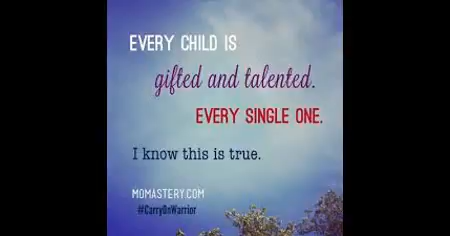 EVERY CHILD IS
gifted and talented.
EVERY SINGLE ONE.
I know this is true.
MOMASTERY.COM
#CarryOnWarrior